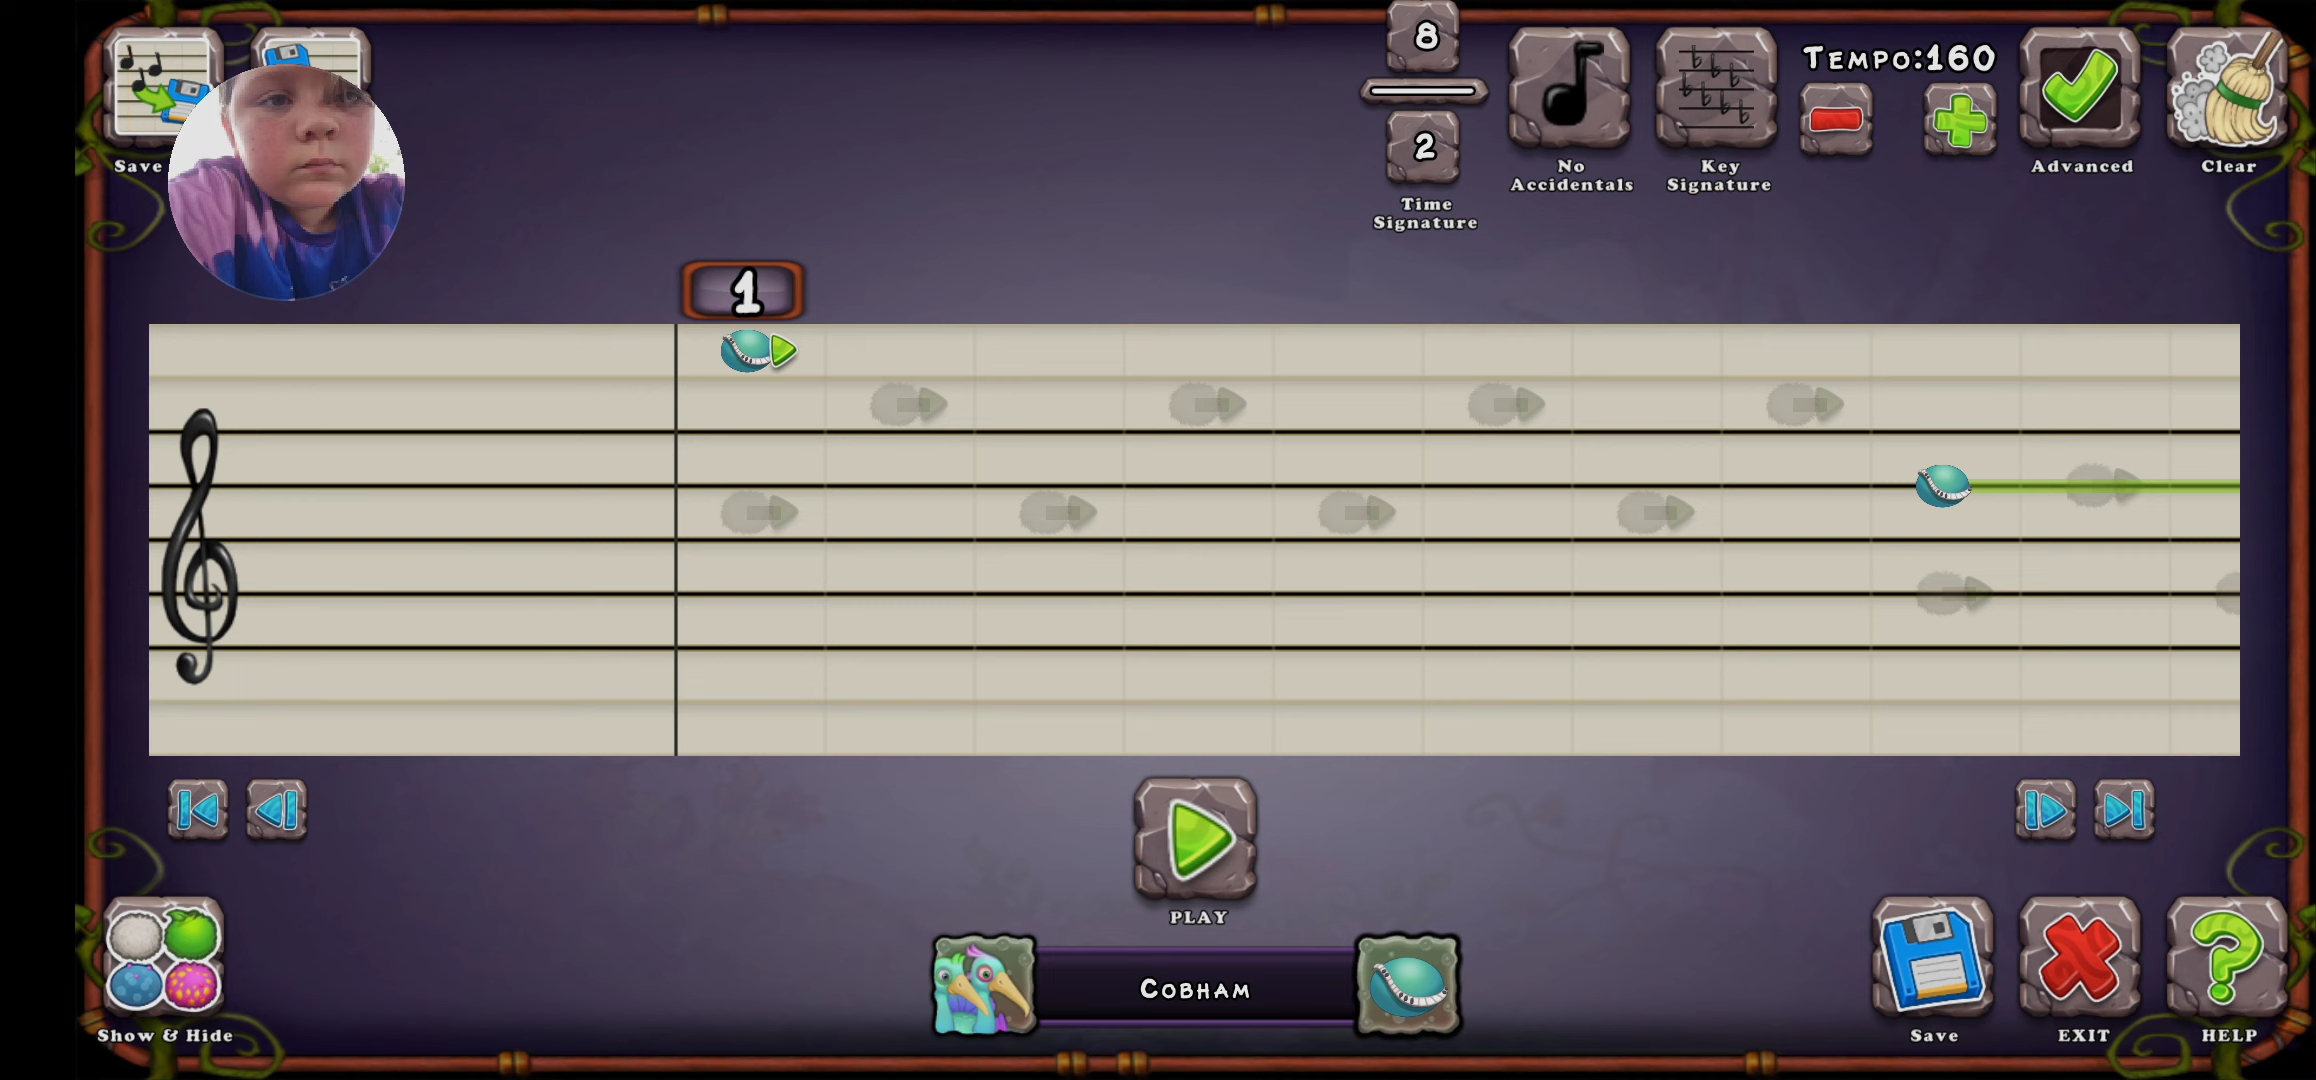 8
Tempo:160
2
Save
No
Accidentals
Key
Signature
Advanced
Clear
Time
Signature
1
PLAY
Cobham
Show & Hide
Save
EXIT
HELP